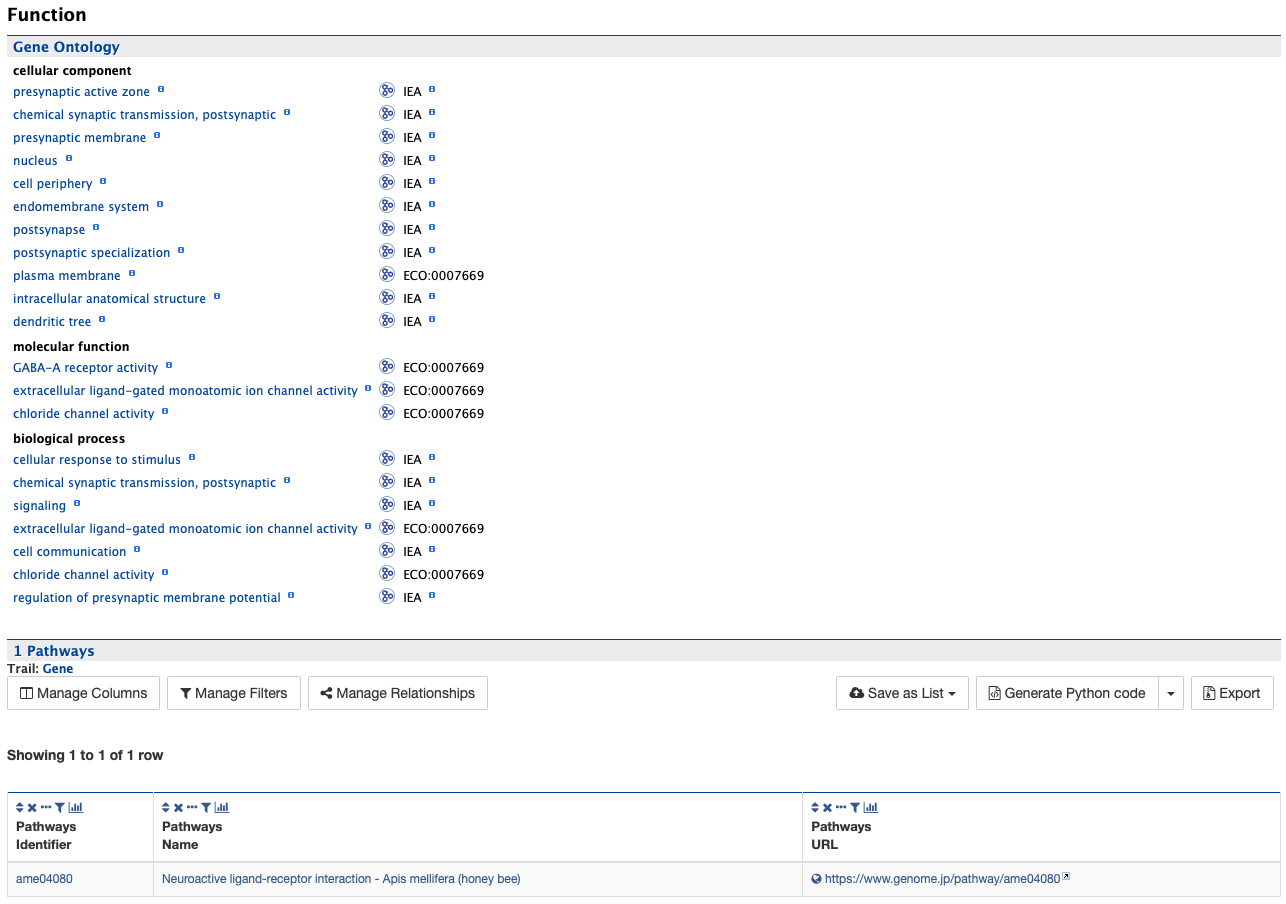 Function
Gene Ontology
cellular component
presynaptic active zone IEA
chemical synaptic transmission, postsynaptic IEA
presynaptic membrane IEA
nucleus IEA
cell periphery IEA
endomembrane system IEA
postsynapse IEA
postsynaptic specialization IEA
plasma membrane ECO:0007669
intracellular anatomical structure IEA
dendritic tree IEA
molecular function
GABA-A receptor activity ECO:0007669
extracellular ligand-gated monoatomic ion channel activity ECO:0007669
chloride channel activity ECO:0007669
biological process
cellular response to stimulus IEA
chemical synaptic transmission, postsynaptic IEA
signaling IEA
extracellular ligand-gated monoatomic ion channel activity ECO:0007669
cell communication IEA
chloride channel activity ECO:0007669
regulation of presynaptic membrane potential IEA
1 Pathways
Trail: Gene
Manage Columns Manage Filters Manage Relationships Save as List Generate Python code Export
Showing 1 to 1 of 1 row
Pathways Pathways Pathways
Identifier Name URL
ame04080 Neuroactive ligand-receptor interaction - Apis mellifera (honey bee) https://www.genome.jp/pathway/ame04080